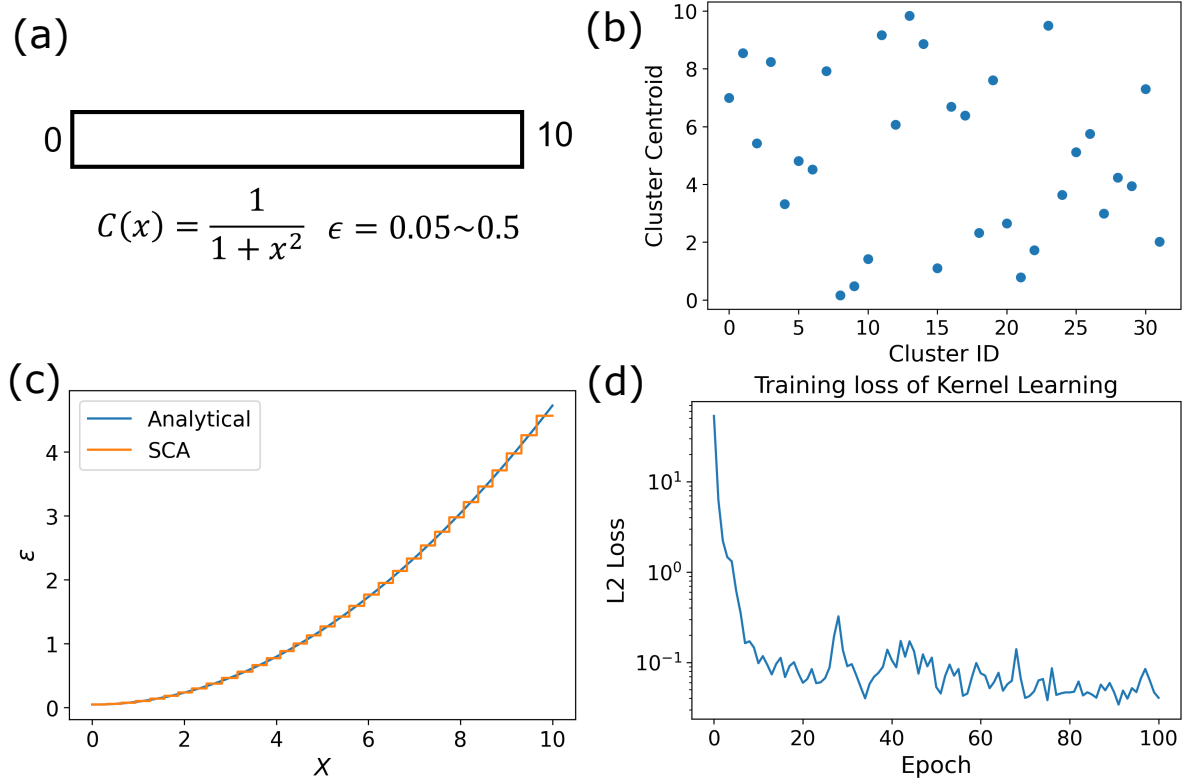 (a)
0
10
C(x) = 1 / (1 + x²) ϵ = 0.05~0.5
(b)
10
8
6
4
2
0
Cluster Centroid
0 5 10 15 20 25 30
Cluster ID
(c)
Analytical
SCA
4
3
2
1
0
ε
0 2 4 6 8 10
X
(d)
Training loss of Kernel Learning
10¹
10⁰
10⁻¹
L2 Loss
0 20 40 60 80 100
Epoch